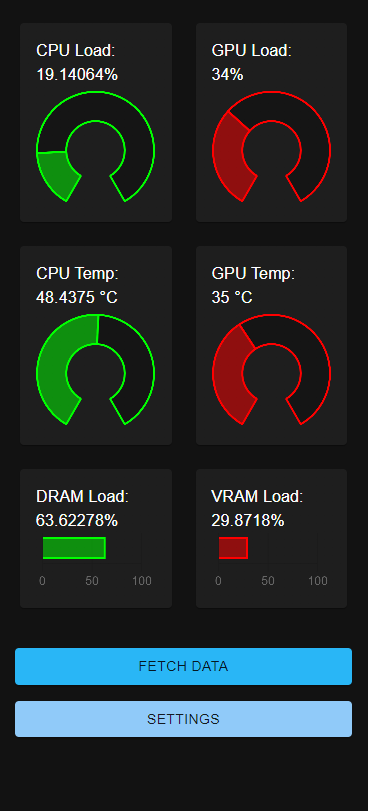 CPU Load:
19.14064%
GPU Load:
34%
CPU Temp:
48.4375 °C
GPU Temp:
35 °C
DRAM Load:
63.62278%
0 50 100
VRAM Load:
29.8718%
0 50 100
FETCH DATA
SETTINGS